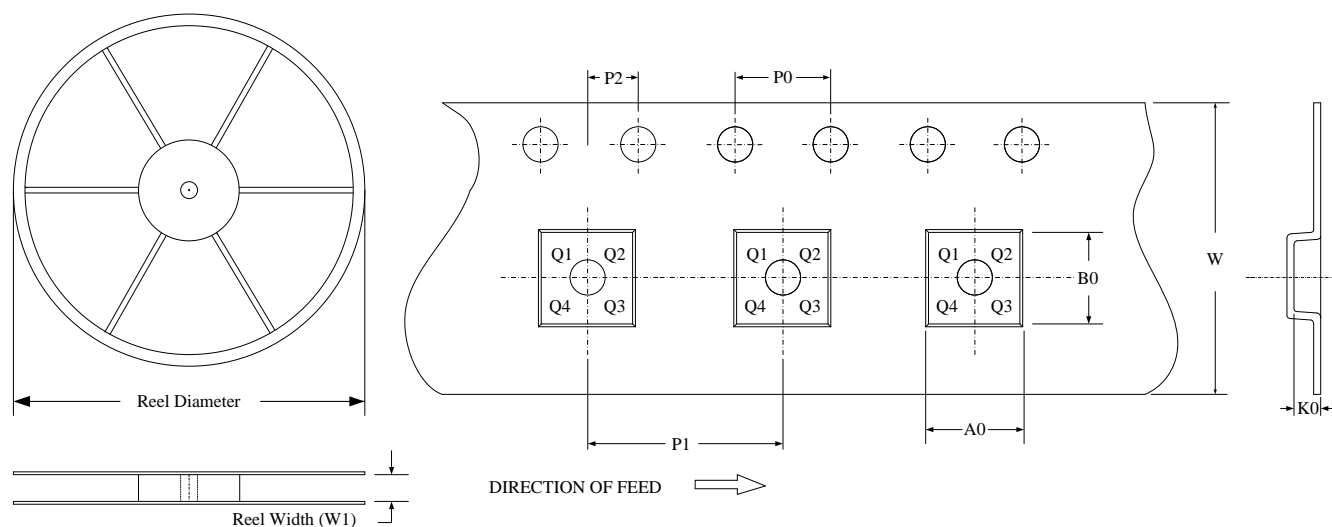 P2
P0
Q1 Q2
Q4 Q3
Q1 Q2
Q4 Q3
Q1 Q2
Q4 Q3
B0
W
K0
A0
P1
Reel Diameter
DIRECTION OF FEED
Reel Width (W1)